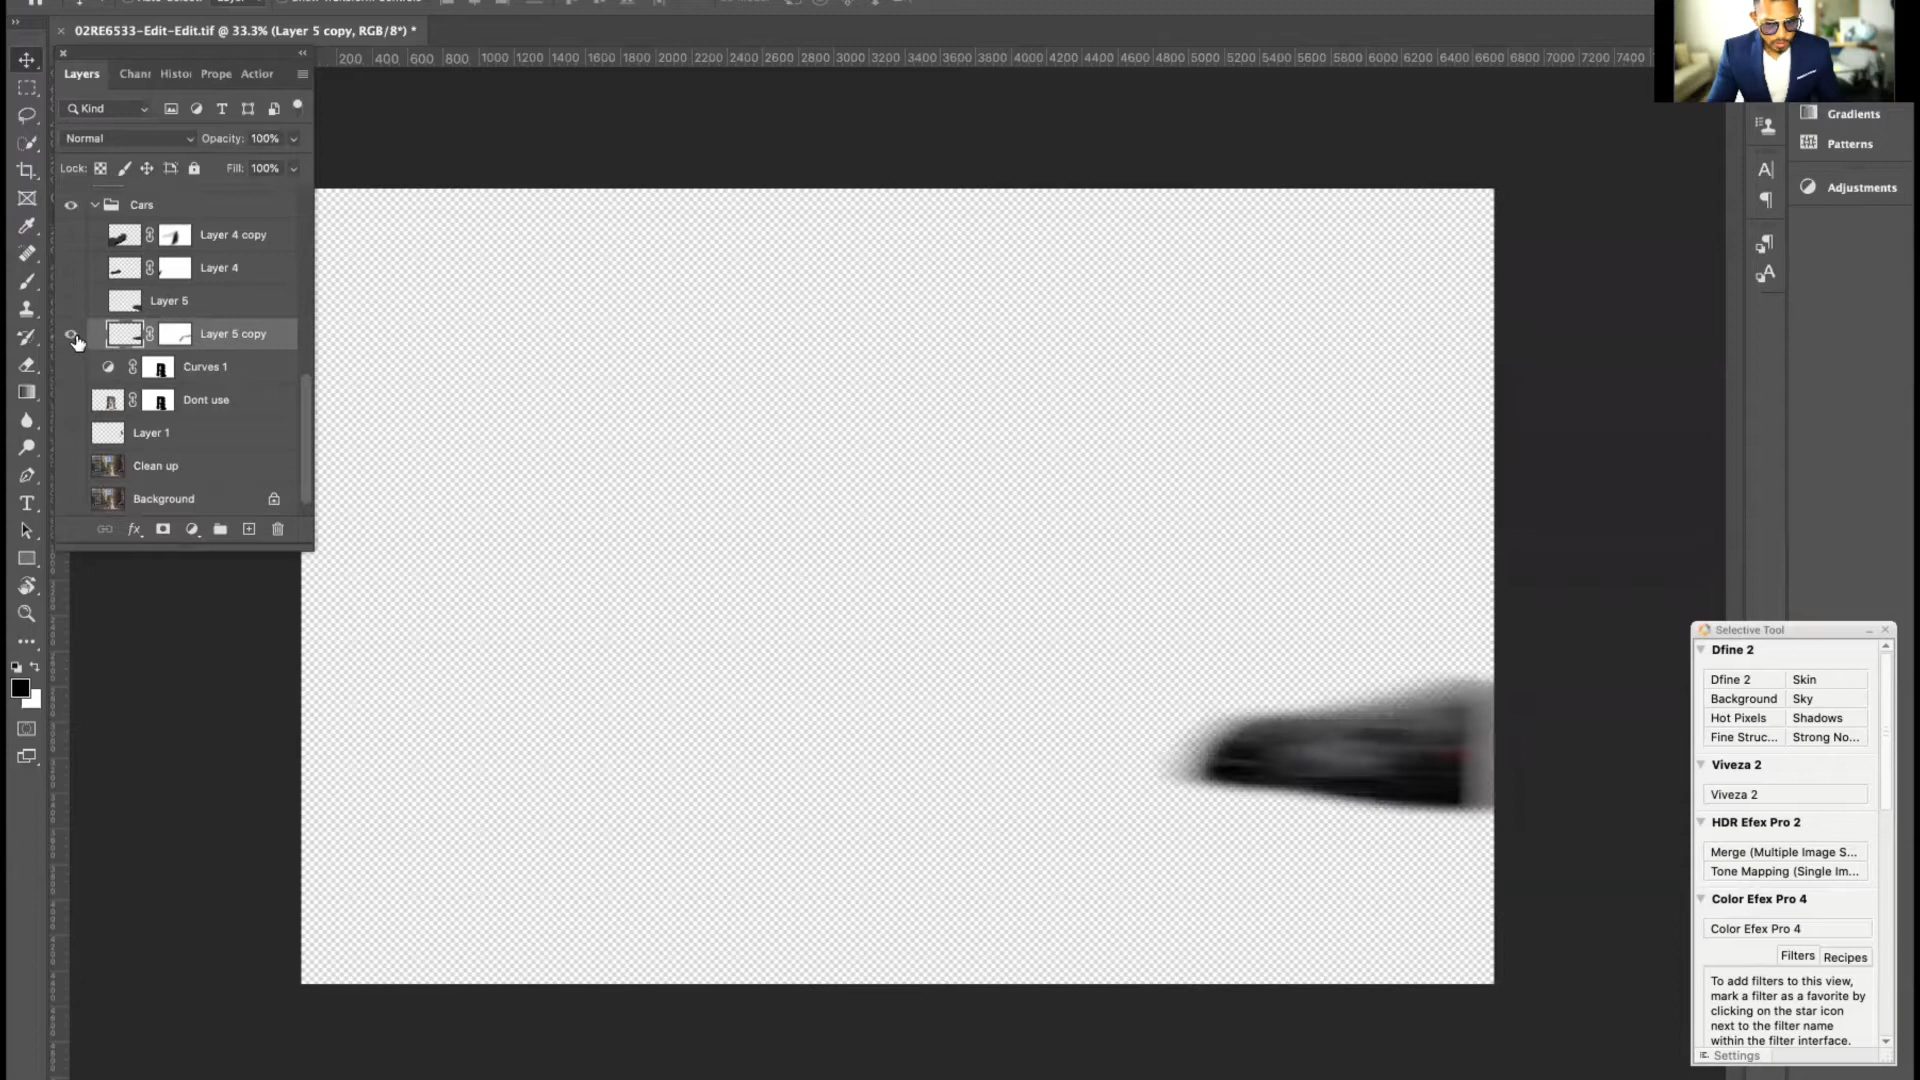 02RE6533-Edit-Edit.tif @ 33.3% (Layer 5 copy, RGB/8*) *
200 400 600 800 1000 1200 1400 1600 1800 2000 2200 2400 2600 2800 3000 3200 3400 3600 3800 4000 4200 4400 4600 4800 5000 5200 5400 5600 5800 6000 6200 6400 6600 6800 7000 7200 7400
Layers Chanı Histoı Prope Action
Kind
Normal Opacity: 100%
Lock: Fill: 100%
Cars
Layer 4 copy
Layer 4
Layer 5
Layer 5 copy
Curves 1
Dont use
Layer 1
Clean up
Background
fx
Gradients
Patterns
Adjustments
Selective Tool
Dfine 2
Dfine 2 Skin
Background Sky
Hot Pixels Shadows
Fine Struc... Strong No...
Viveza 2
Viveza 2
HDR Efex Pro 2
Merge (Multiple Image S...
Tone Mapping (Single Im...
Color Efex Pro 4
Color Efex Pro 4
Filters Recipes
To add filters to this view,
mark a filter as a favorite by
clicking on the star icon
next to the filter name
within the filter interface.
Settings